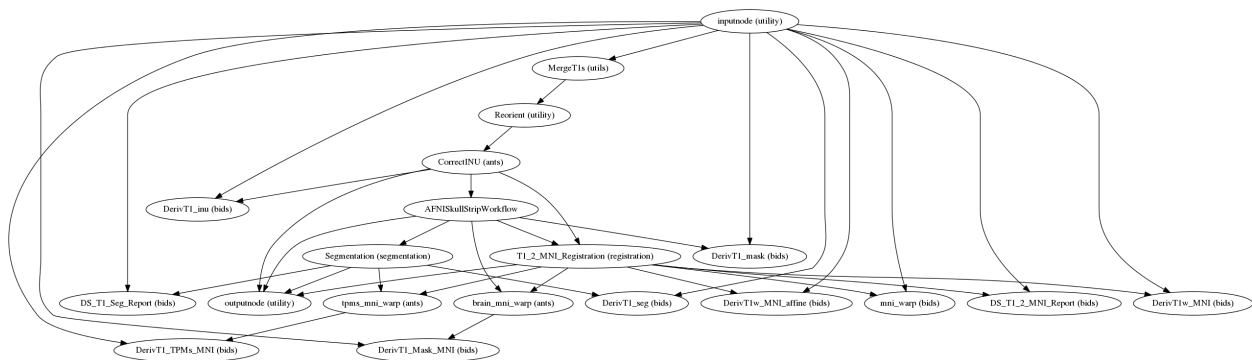 inputnode (utility)
MergeT1s (utils)
Reorient (utility)
CorrectINU (ants)
DerivT1_inu (bids)
AFNISkullStripWorkflow
Segmentation (segmentation)
T1_2_MNI_Registration (registration)
DerivT1_mask (bids)
DS_T1_Seg_Report (bids)
outputnode (utility)
tpms_mni_warp (ants)
brain_mni_warp (ants)
DerivT1_seg (bids)
DerivT1w_MNI_affine (bids)
mni_warp (bids)
DS_T1_2_MNI_Report (bids)
DerivT1w_MNI (bids)
DerivT1_TPMs_MNI (bids)
DerivT1_Mask_MNI (bids)